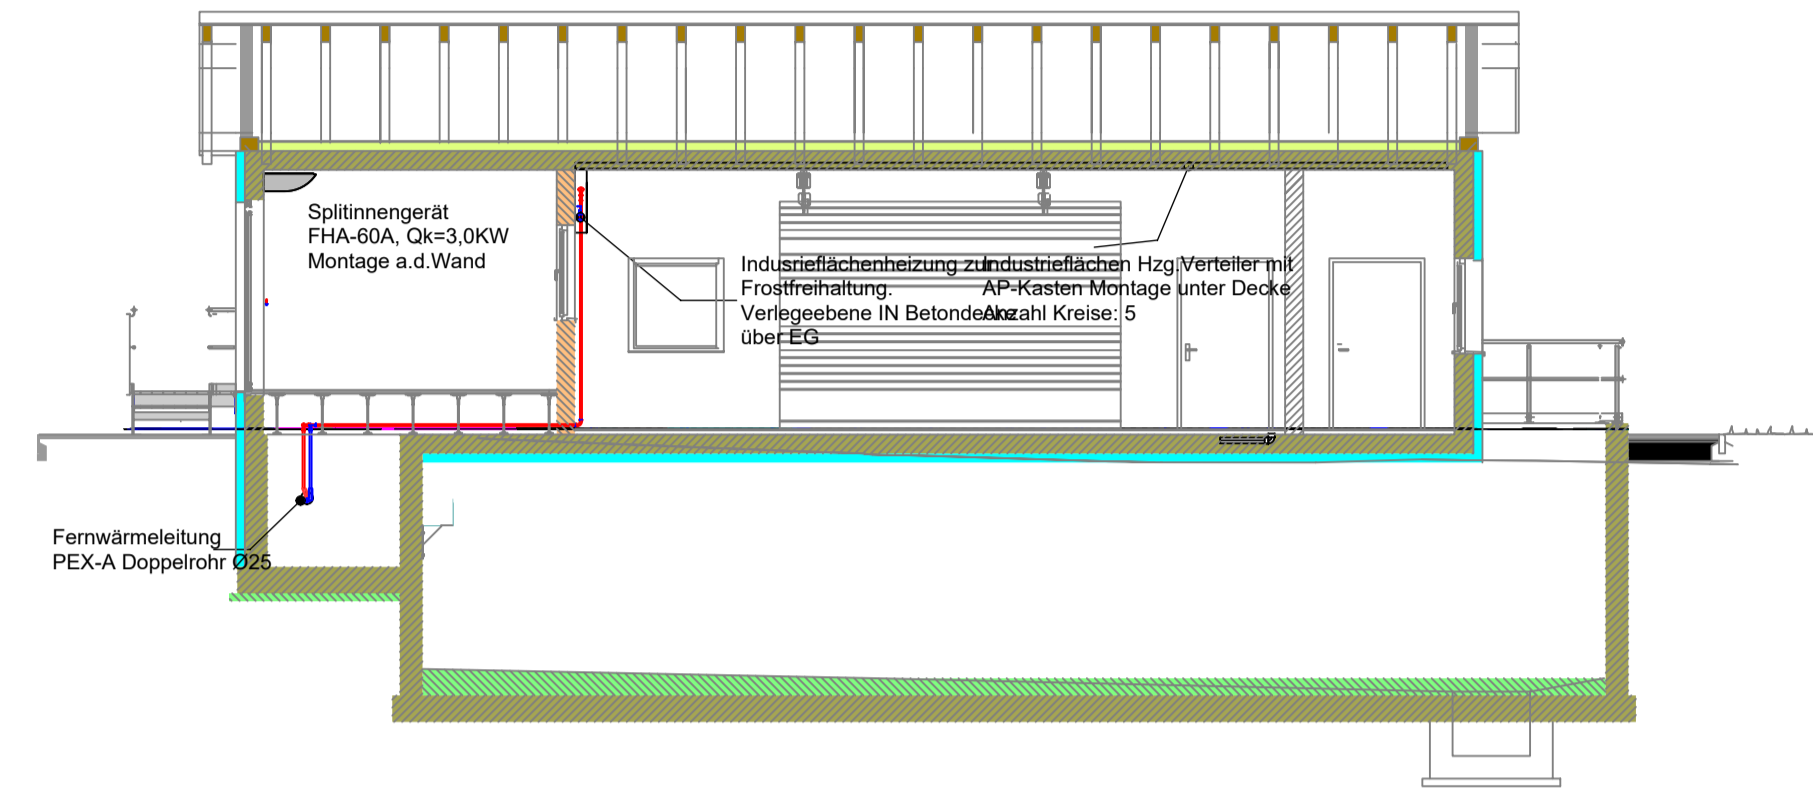 Splitinnengerät
FHA-60A, Qk=3,0KW
Montage a.d.Wand
Indusrieflächenheizung zur
Frostfreihaltung.
Verlegeebene IN Betondecke
über EG
Industrieflächen Hzg.Verteiler mit
AP-Kasten Montage unter Decke
Anzahl Kreise: 5
Fernwärmeleitung
PEX-A Doppelrohr Ø25